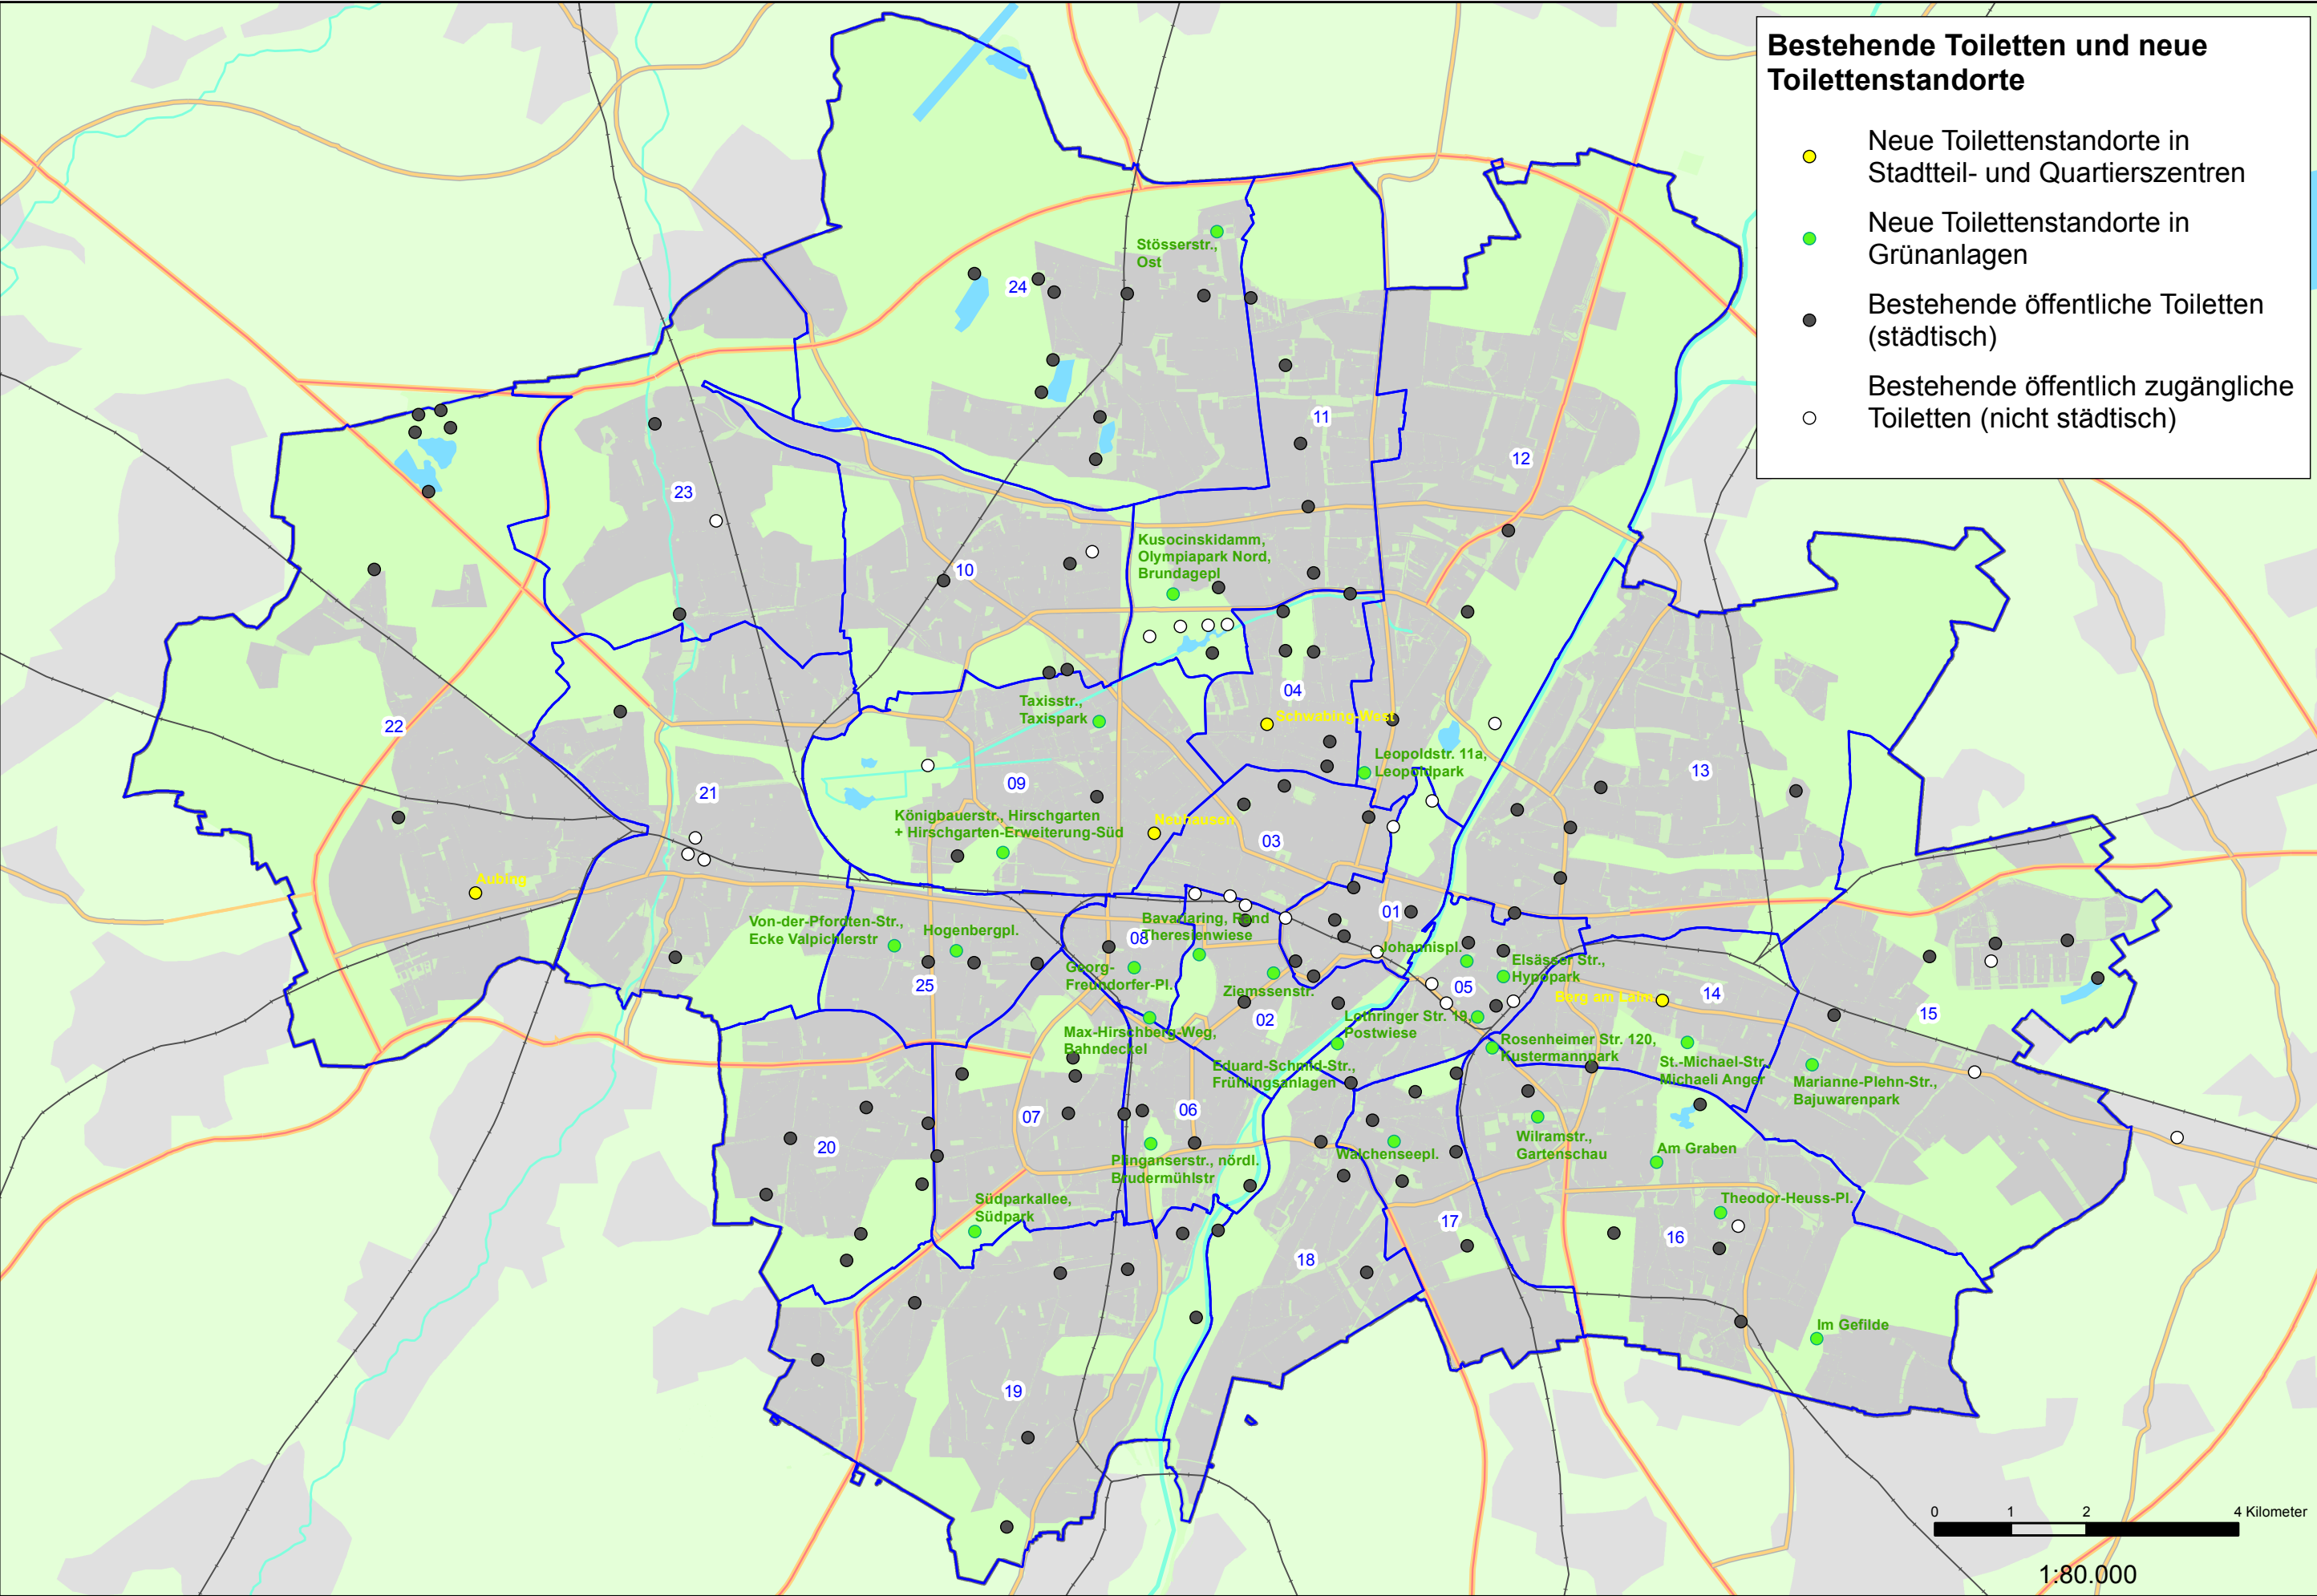 Bestehende Toiletten und neue
Toilettenstandorte
Neue Toilettenstandorte in
Stadtteil- und Quartierszentren
Neue Toilettenstandorte in
Grünanlagen
Bestehende öffentliche Toiletten
(städtisch)
Bestehende öffentlich zugängliche
Toiletten (nicht städtisch)
Stösserstr.,
Ost
24
11
12
23
10
Kusocinskidamm,
Olympiapark Nord,
Brundagepl
04
Taxisstr.,
Taxispark
Schwabing-West
22
Leopoldstr. 11a,
Leopoldpark
13
21
09
Königbauerstr., Hirschgarten
+ Hirschgarten-Erweiterung-Süd
Neuhausen
03
Aubing
01
Von-der-Pfordten-Str.,
Ecke Valpichlerstr
Hogenbergpl.
Bavariaring, Rand
Theresienwiese
08
Johannispl.
Elsässer Str.,
Hypopark
Georg-
Freundorfer-Pl.
25
Ziemssenstr.
05
Berg am Laim
14
15
02
Lothringer Str. 19,
Postwiese
Max-Hirschberg-Weg,
Bahndeckel
Rosenheimer Str. 120,
Kustermannpark
Eduard-Schmid-Str.,
Frühlingsanlagen
St.-Michael-Str.
Michaeli Anger
Marianne-Plehn-Str.,
Bajuwarenpark
07
06
20
Wilramstr.,
Gartenschau
Walchenseepl.
Am Graben
Plinganserstr., nördl.
Brudermühlstr
Südparkallee,
Südpark
Theodor-Heuss-Pl.
17
16
18
Im Gefilde
19
0 1 2 4 Kilometer
1:80.000